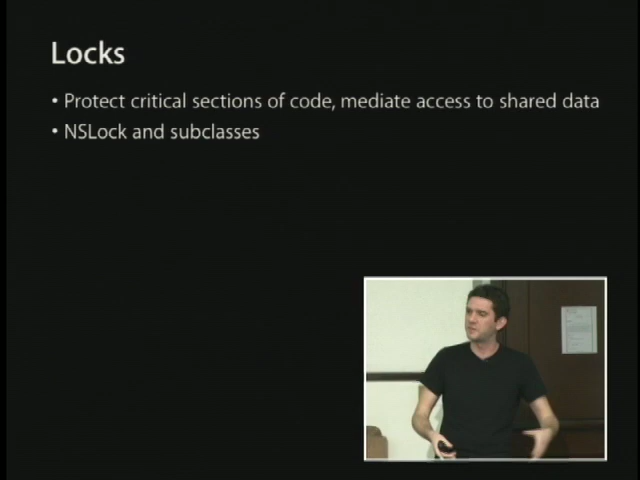 Locks
• Protect critical sections of code, mediate access to shared data
• NSLock and subclasses